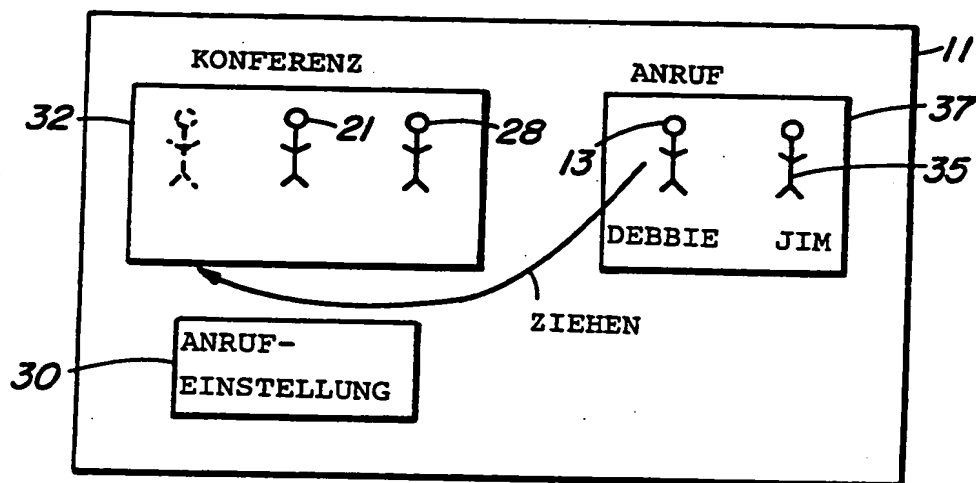 KONFERENZ
ANRUF
11
32
21
28
13
37
35
DEBBIE
JIM
ZIEHEN
30
ANRUF-
EINSTELLUNG